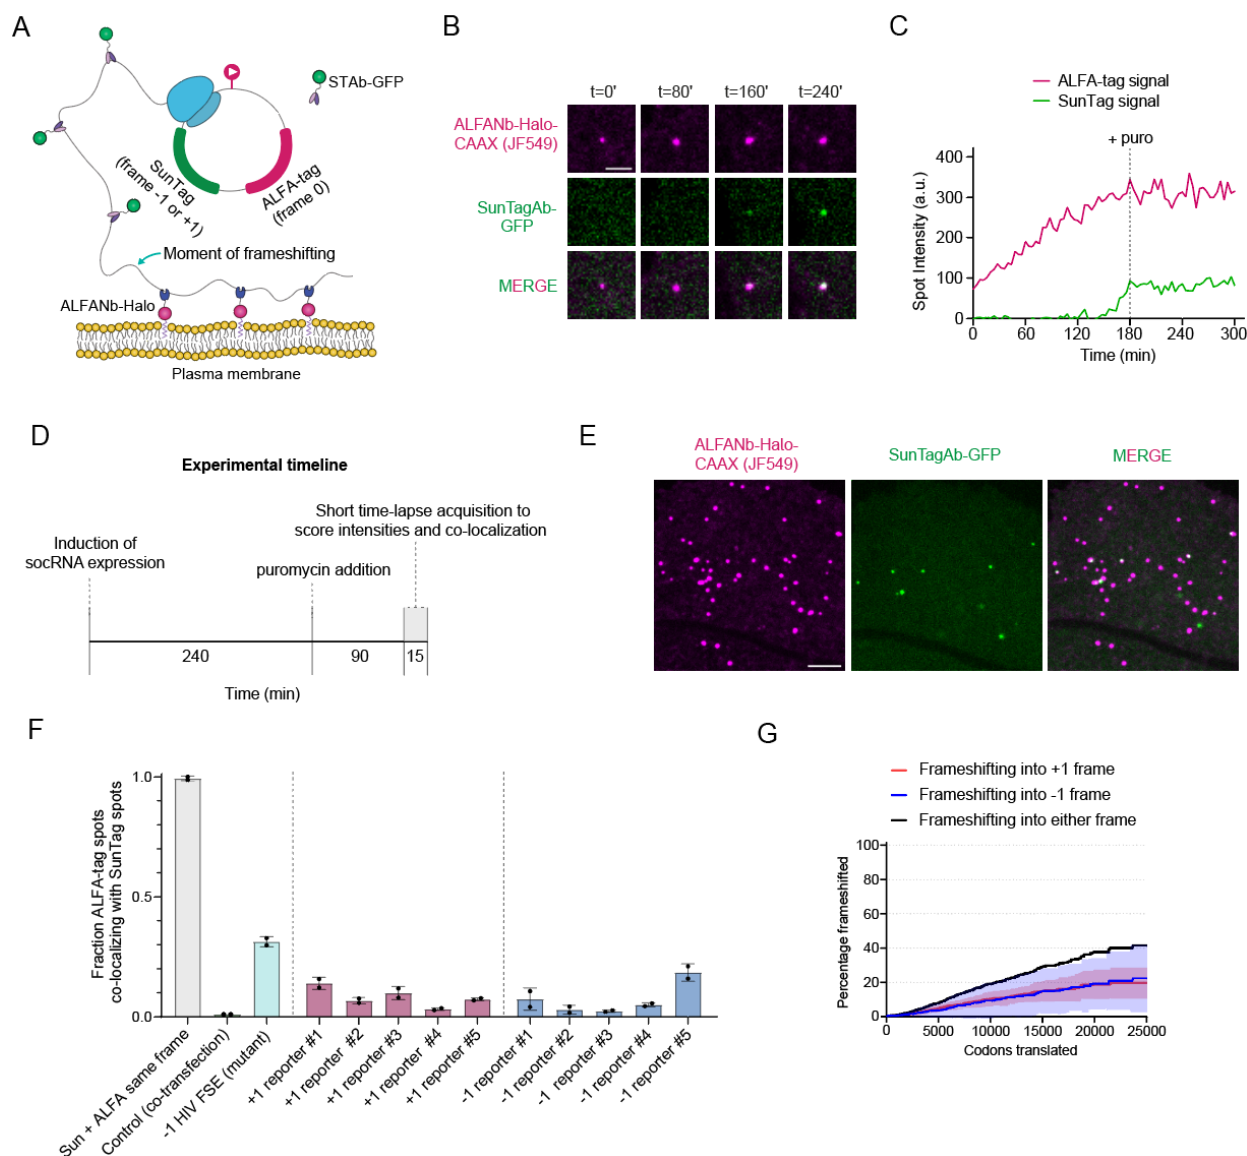 A
STAb-GFP
SunTag
(frame -1 or +1)
ALFA-tag
(frame 0)
Moment of frameshifting
ALFANb-Halo
Plasma membrane
B
t=0' t=80' t=160' t=240'
ALFANb-Halo-
CAAX (JF549)
SunTagAb-
GFP
MERGE
C
ALFA-tag signal
SunTag signal
+ puro
Spot Intensity (a.u.)
400
300
200
100
0
0 60 120 180 240 300
Time (min)
D
Experimental timeline
Short time-lapse acquisition to
score intensities and co-localization
Induction of
socRNA expression
puromycin addition
240 90 15
Time (min)
E
ALFANb-Halo-
CAAX (JF549)
SunTagAb-GFP
MERGE
F
Fraction ALFA-tag spots
co-localizing with SunTag spots
1.0
0.5
0.0
Sun + ALFA same frame
Control (co-transfection)
-1 HIV FSE (mutant)
+1 reporter #1
+1 reporter #2
+1 reporter #3
+1 reporter #4
+1 reporter #5
-1 reporter #1
-1 reporter #2
-1 reporter #3
-1 reporter #4
-1 reporter #5
G
Frameshifting into +1 frame
Frameshifting into -1 frame
Frameshifting into either frame
Percentage frameshifted
100
80
60
40
20
0
0 5000 10000 15000 20000 25000
Codons translated